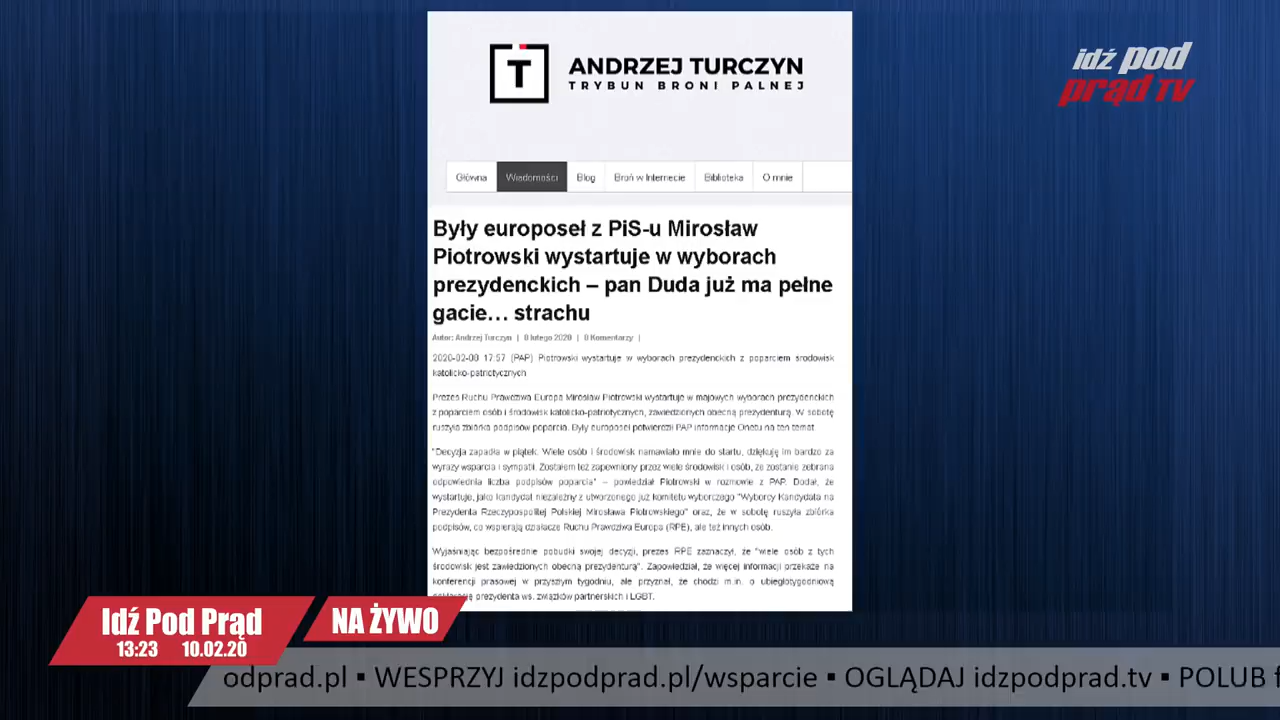 ANDRZEJ TURCZYN
TRYBUN BRONI PALNEJ
T
idź pod
prąd TV
Główna Wiadomości Blog Broń w Internecie Biblioteka O mnie
Były europoseł z PiS-u Mirosław
Piotrowski wystartuje w wyborach
prezydenckich – pan Duda już ma pełne
gacie… strachu
Autor: Andrzej Turczyn | 8 lutego 2020 | 0 Komentarzy |
2020-02-08 17:57 (PAP) Piotrowski wystartuje w wyborach prezydenckich z poparciem środowisk
katolicko-patriotycznych
Prezes Ruchu Prawdziwa Europa Mirosław Piotrowski wystartuje w majowych wyborach prezydenckich
z poparciem osób i środowisk katolicko-patriotycznych, zawiedzionych obecną prezydenturą. W sobotę
ruszyła zbiórka podpisów poparcia. Były europoseł potwierdził PAP informacje Onetu na ten temat.
"Decyzja zapadła w piątek. Wiele osób i środowisk namawiało mnie do startu, dziękuję im bardzo za
wyrazy wsparcia i sympatii. Zostałem też zapewniony przez wiele środowisk i osób, że zostanie zebrana
odpowiednia liczba podpisów poparcia" – powiedział Piotrowski w rozmowie z PAP. Dodał, że
wystartuje, jako kandydat niezależny z utworzonego już komitetu wyborczego "Wyborcy Kandydata na
Prezydenta Rzeczypospolitej Polskiej Mirosława Piotrowskiego" oraz, że w sobotę ruszyła zbiórka
podpisów, co wspierają działacze Ruchu Prawdziwa Europa (RPE), ale też innych osób.
Wyjaśniając bezpośrednie pobudki swojej decyzji, prezes RPE zaznaczył, że "wiele osób z tych
środowisk jest zawiedzionych obecną prezydenturą". Zapowiedział, że więcej informacji przekaże na
konferencji prasowej w przyszłym tygodniu, ale przyznał, że chodzi m.in. o ubiegłotygodniową
deklarację prezydenta ws. związków partnerskich i LGBT.
Idź Pod Prąd NA ŻYWO
13:23 10.02.20
odprad.pl ▪ WESPRZYJ idzpodprad.pl/wsparcie ▪ OGLĄDAJ idzpodprad.tv ▪ POLUB f